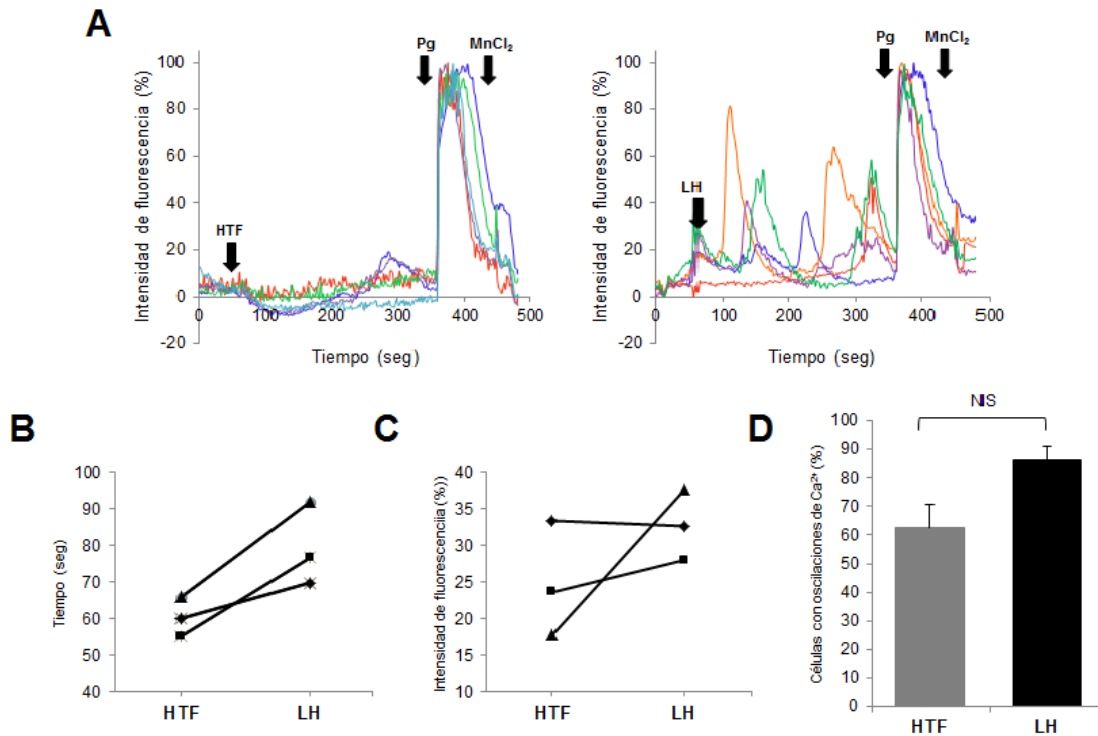 A
Intensidad de fluorescencia (%)
100
80
60
40
20
0
-20
0
100
200
300
400
500
Tiempo (seg)
HTF
Pg
MnCl₂
Intensidad de fluorescencia (%)
100
80
60
40
20
0
-20
0
100
200
300
400
500
Tiempo (seg)
LH
Pg
MnCl₂
B
Tiempo (seg)
100
90
80
70
60
50
40
HTF
LH
C
Intensidad de fluorescenciia (%))
40
35
30
25
20
15
10
HTF
LH
D
Células con oscilaciones de Ca²⁺ (%)
100
90
80
70
60
50
40
30
20
10
0
NS
HTF
LH